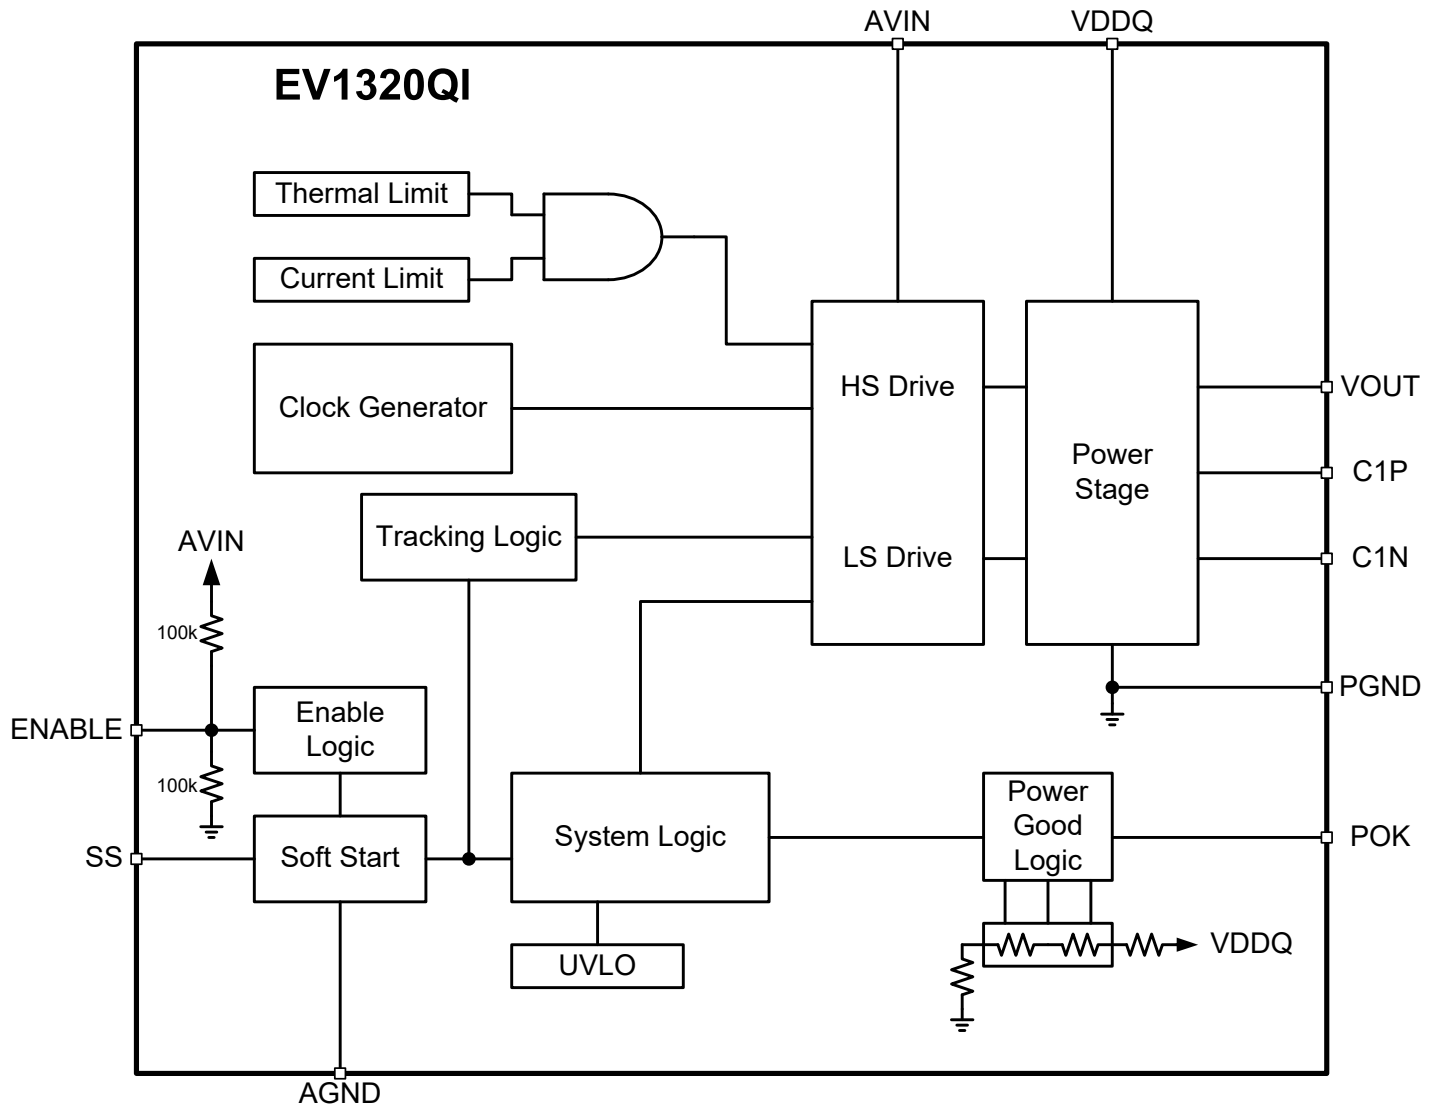 AVIN
VDDQ
EV1320QI
Thermal Limit
Current Limit
Clock Generator
HS Drive
VOUT
Power
Stage
C1P
Tracking Logic
LS Drive
C1N
AVIN
100k
PGND
Enable
Logic
ENABLE
100k
System Logic
Power
Good
Logic
POK
SS
Soft Start
UVLO
VDDQ
AGND